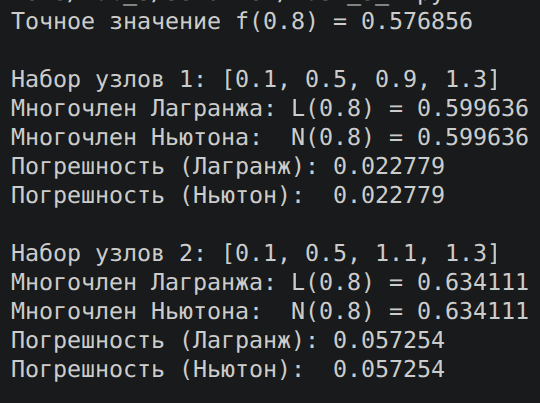 Точное значение f(0.8) = 0.576856
Набор узлов 1: [0.1, 0.5, 0.9, 1.3]
Многочлен Лагранжа: L(0.8) = 0.599636
Многочлен Ньютона:  N(0.8) = 0.599636
Погрешность (Лагранж): 0.022779
Погрешность (Ньютон):  0.022779
Набор узлов 2: [0.1, 0.5, 1.1, 1.3]
Многочлен Лагранжа: L(0.8) = 0.634111
Многочлен Ньютона:  N(0.8) = 0.634111
Погрешность (Лагранж): 0.057254
Погрешность (Ньютон):  0.057254